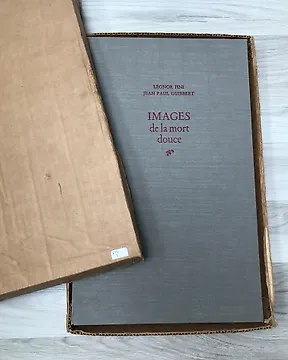 LEONOR FINI
JEAN PAUL GUIBBERT
IMAGES
de la mort
douce